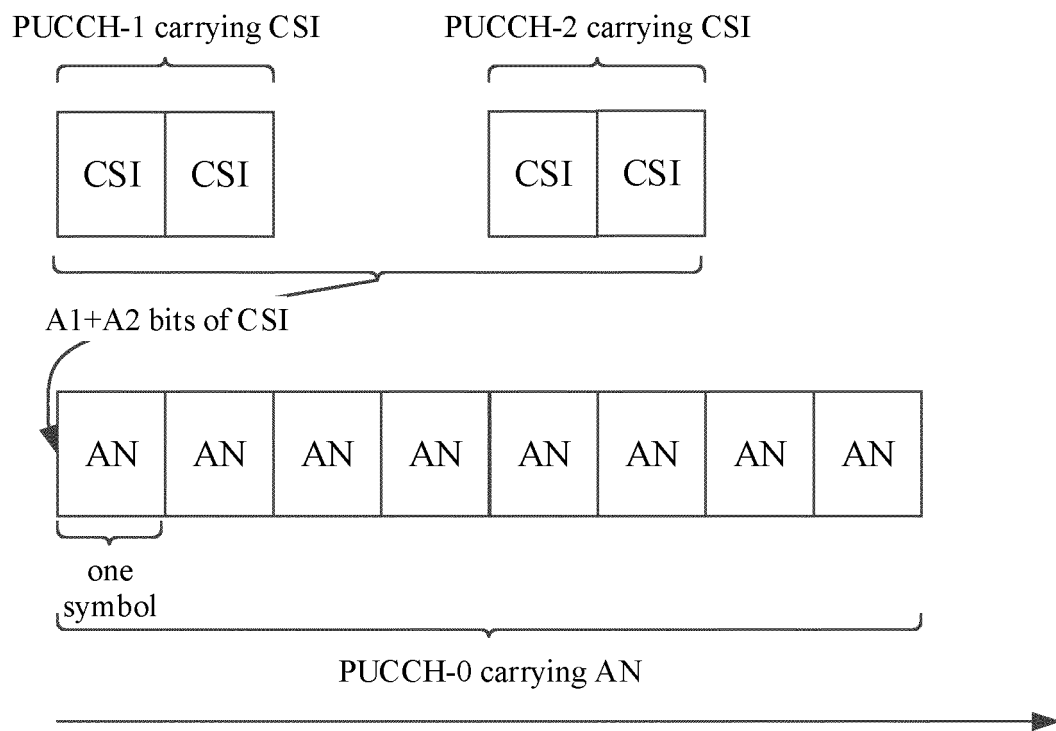 PUCCH-1 carrying CSI PUCCH-2 carrying CSI
CSI CSI CSI CSI
A1+A2 bits of CSI
AN AN AN AN AN AN AN AN
one
symbol
PUCCH-0 carrying AN